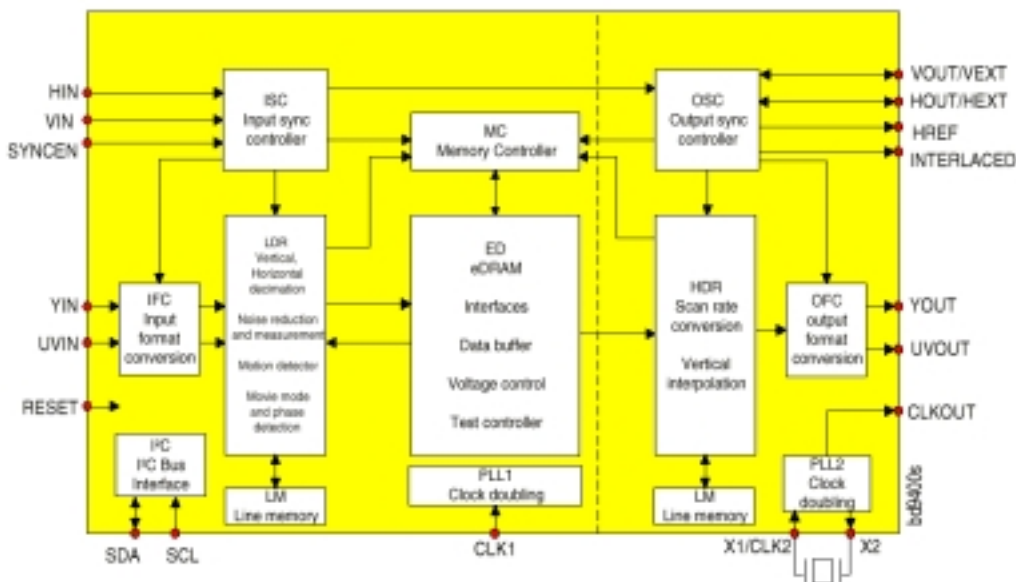 HIN
VIN
SYNCEN
YIN
UVIN
RESET
SDA
SCL
ISC
Input sync
controller
MC
Memory Controller
OSC
Output sync
controller
IFC
Input
format
conversion
LDR
Vertical,
Horizontal
decimation
Noise reduction
and measurement
Motion detector
Movie mode
and phase
detection
ED
eDRAM
Interfaces
Data buffer
Voltage control
Test controller
HDR
Scan rate
conversion
Vertical
interpolation
OFC
output
format
conversion
I²C
I²C Bus
Interface
LM
Line memory
PLL1
Clock doubling
LM
Line memory
PLL2
Clock
doubling
CLK1
X1/CLK2
X2
VOUT/VEXT
HOUT/HEXT
HREF
INTERLACED
YOUT
UVOUT
CLKOUT
bd9400s